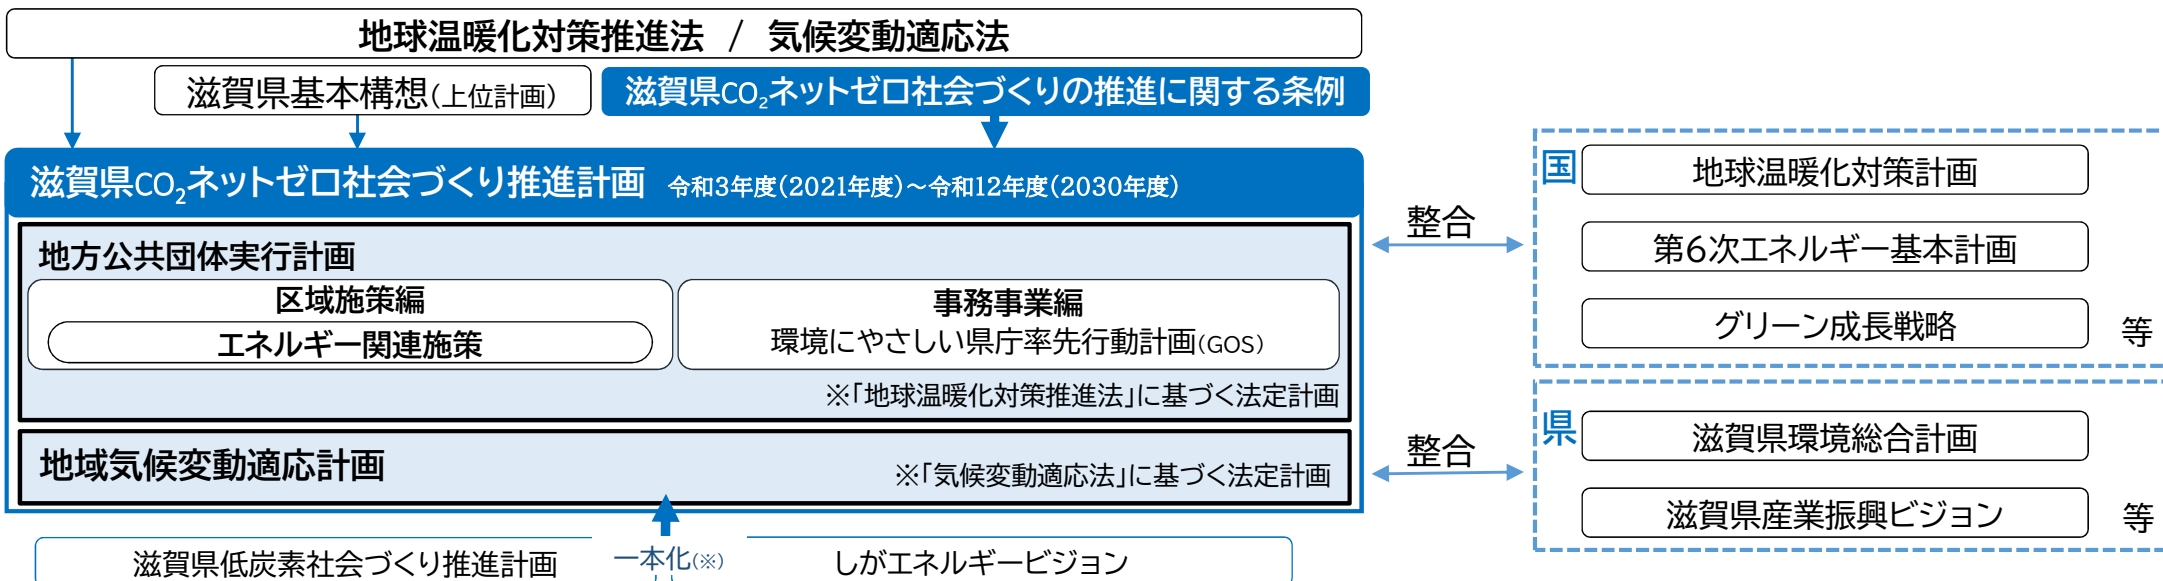 地球温暖化対策推進法 / 気候変動適応法
滋賀県基本構想(上位計画)
滋賀県CO₂ネットゼロ社会づくりの推進に関する条例
滋賀県CO₂ネットゼロ社会づくり推進計画 令和3年度(2021年度)～令和12年度(2030年度)
地方公共団体実行計画
区域施策編
エネルギー関連施策
事務事業編
環境にやさしい県庁率先行動計画(GOS)
※「地球温暖化対策推進法」に基づく法定計画
地域気候変動適応計画
※「気候変動適応法」に基づく法定計画
滋賀県低炭素社会づくり推進計画
一本化(※)
しがエネルギービジョン
整合
国
地球温暖化対策計画
第6次エネルギー基本計画
グリーン成長戦略
等
整合
県
滋賀県環境総合計画
滋賀県産業振興ビジョン
等